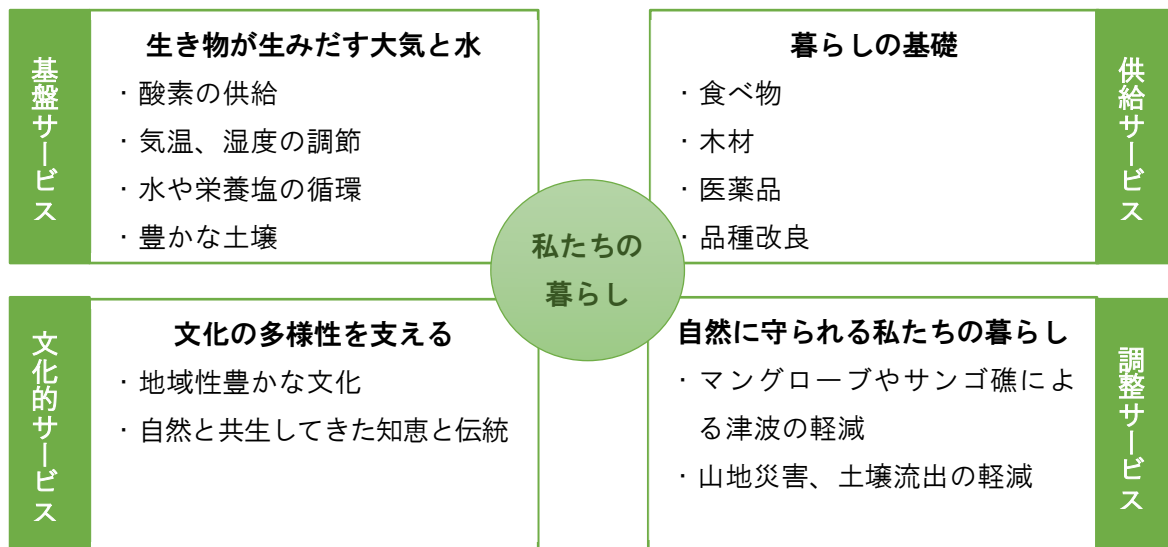 基盤サービス
生き物が生みだす大気と水
・酸素の供給
・気温、湿度の調節
・水や栄養塩の循環
・豊かな土壌
供給サービス
暮らしの基礎
・食べ物
・木材
・医薬品
・品種改良
私たちの
暮らし
文化的サービス
文化の多様性を支える
・地域性豊かな文化
・自然と共生してきた知恵と伝統
調整サービス
自然に守られる私たちの暮らし
・マングローブやサンゴ礁によ
る津波の軽減
・山地災害、土壌流出の軽減